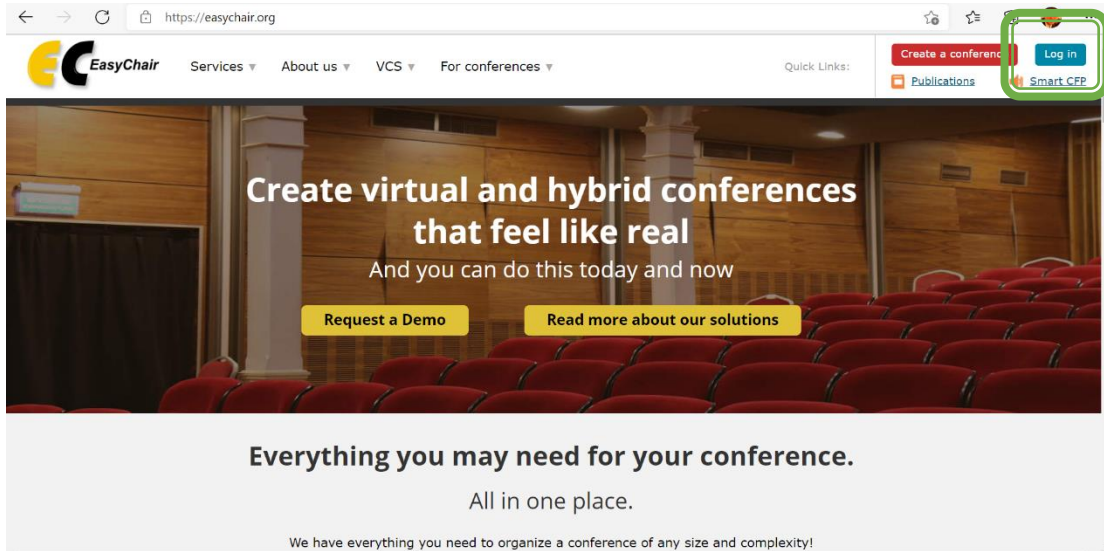 https://easychair.org
EC EasyChair
Services ▼ About us ▼ VCS ▼ For conferences ▼
Quick Links:
Create a conference Log in
Publications Smart CFP
Create virtual and hybrid conferences
that feel like real
And you can do this today and now
Request a Demo Read more about our solutions
Everything you may need for your conference.
All in one place.
We have everything you need to organize a conference of any size and complexity!